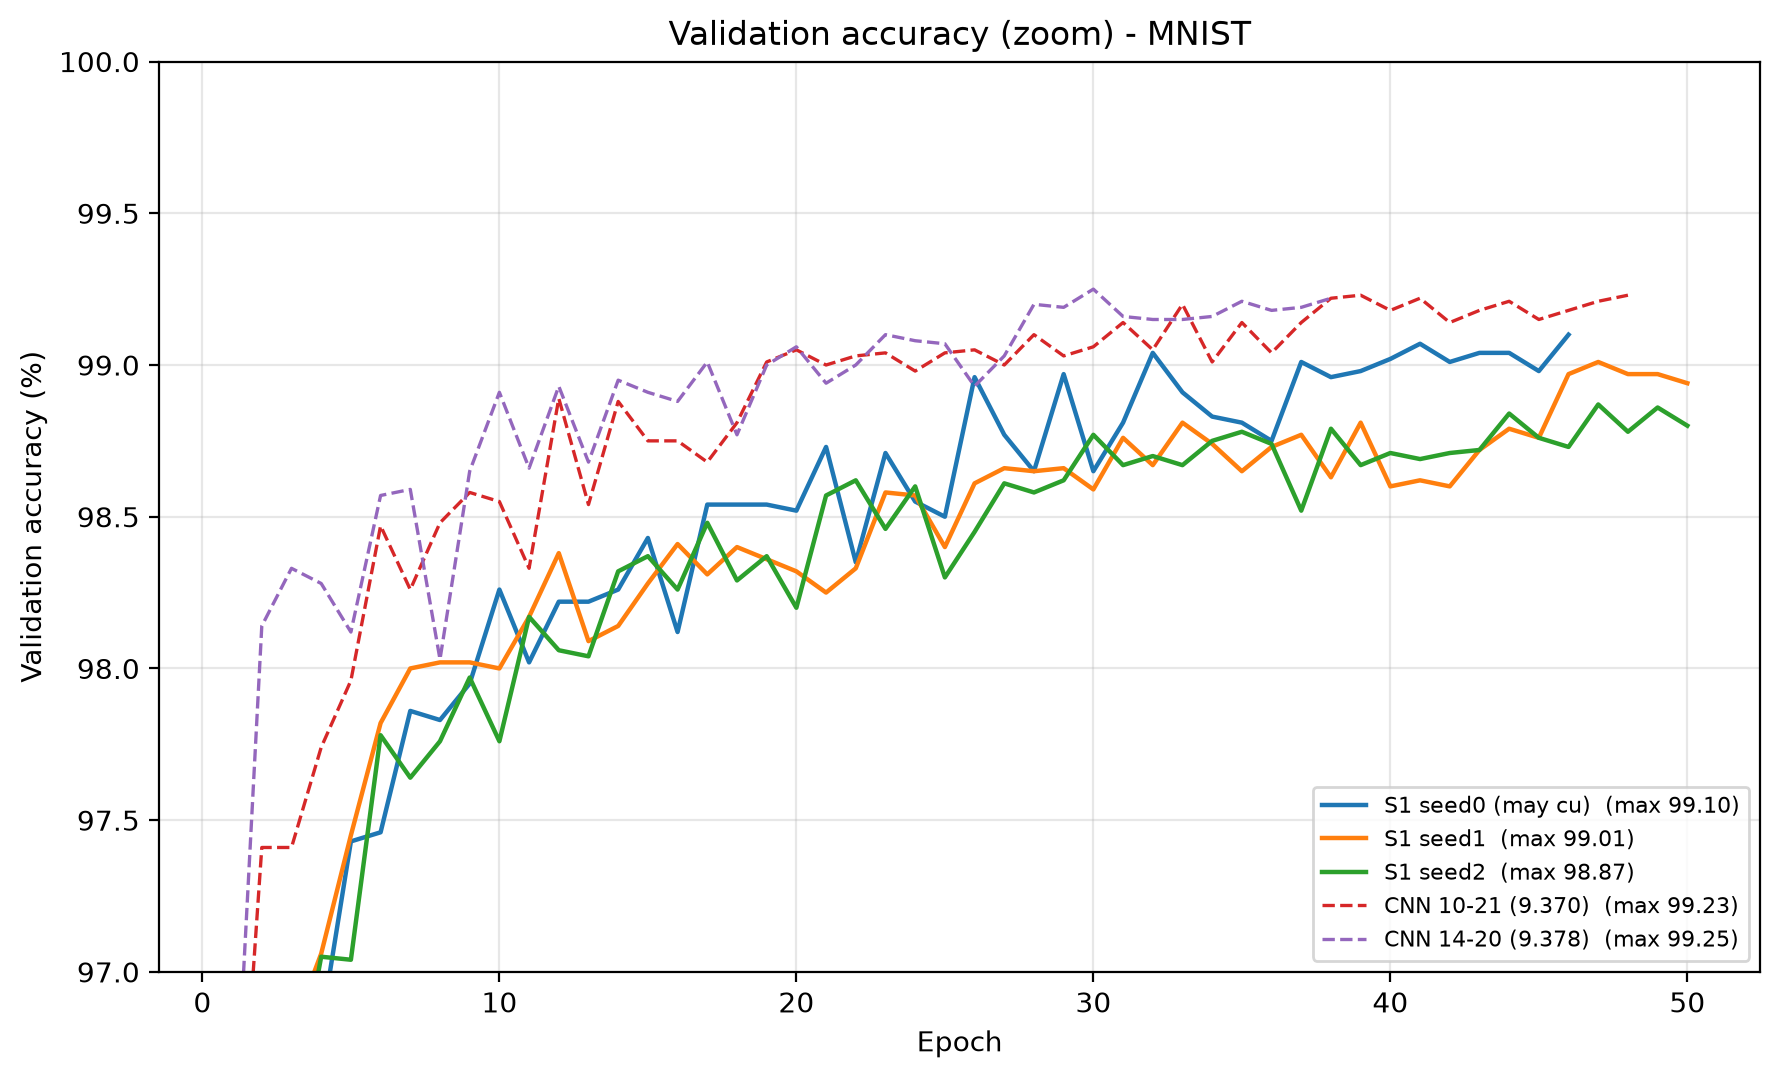 Validation accuracy (zoom) - MNIST
100.0
99.5
99.0
98.5
98.0
97.5
97.0
Validation accuracy (%)
0 10 20 30 40 50
Epoch
S1 seed0 (may cu) (max 99.10)
S1 seed1 (max 99.01)
S1 seed2 (max 98.87)
CNN 10-21 (9.370) (max 99.23)
CNN 14-20 (9.378) (max 99.25)